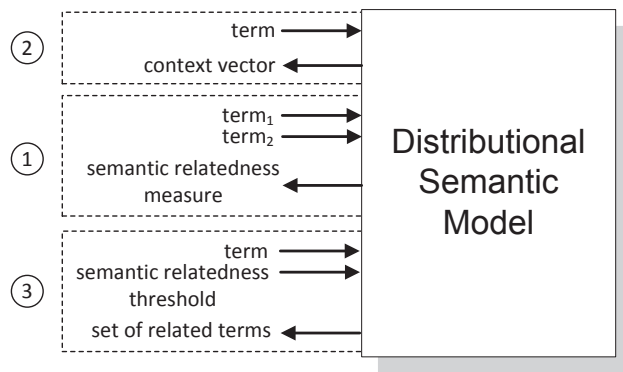 2
term
context vector
1
term₁
term₂
semantic relatedness
measure
3
term
semantic relatedness
threshold
set of related terms
Distributional
Semantic
Model